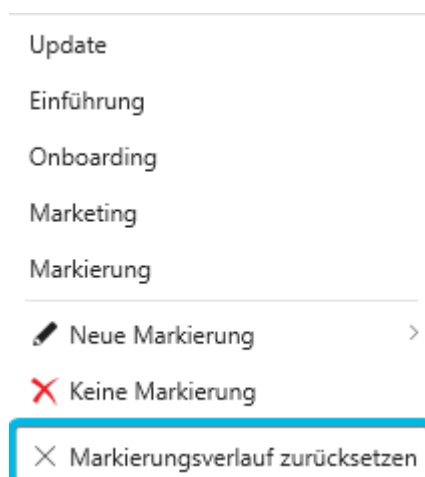 Update
Einführung
Onboarding
Marketing
Markierung
Neue Markierung
Keine Markierung
Markierungsverlauf zurücksetzen